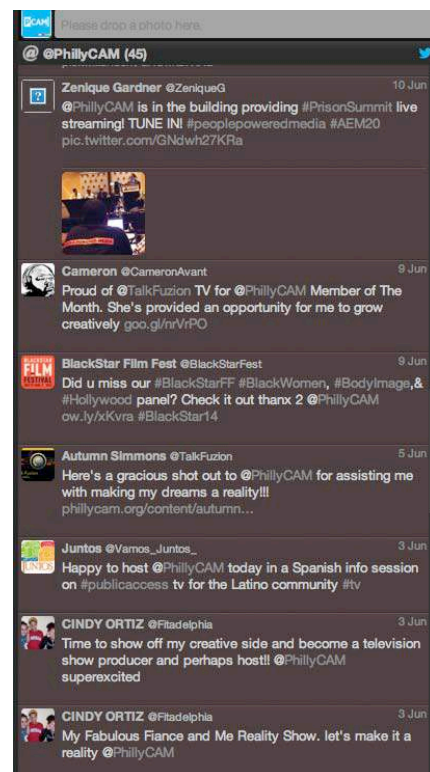 PCAM
Please drop a photo here.
@ @PhillyCAM (45)
Zenique Gardner @ZeniqueG 10 Jun
@PhillyCAM is in the building providing #PrisonSummit live
streaming! TUNE IN! #peoplepoweredmedia #AEM20
pic.twitter.com/GNdwh27KRa
Cameron @CameronAvant 9 Jun
Proud of @TalkFuzion TV for @PhillyCAM Member of The
Month. She's provided an opportunity for me to grow
creatively goo.gl/nrVrPO
BLACKSTAR
FILM
FESTIVAL
BlackStar Film Fest @BlackStarFest 9 Jun
Did u miss our #BlackStarFF #BlackWomen, #BodyImage,&
#Hollywood panel? Check it out thanx 2 @PhillyCAM
ow.ly/xKvra #BlackStar14
Autumn Simmons @TalkFuzion 5 Jun
Here's a gracious shot out to @PhillyCAM for assisting me
with making my dreams a reality!!!
phillycam.org/content/autumn…
JUNTOS
Juntos @Vamos_Juntos_ 3 Jun
Happy to host @PhillyCAM today in a Spanish info session
on #publicaccess tv for the Latino community #tv
CINDY ORTIZ @Fitadelphia 3 Jun
Time to show off my creative side and become a television
show producer and perhaps host!! @PhillyCAM
superexcited
CINDY ORTIZ @Fitadelphia 3 Jun
My Fabulous Fiance and Me Reality Show. let's make it a
reality @PhillyCAM